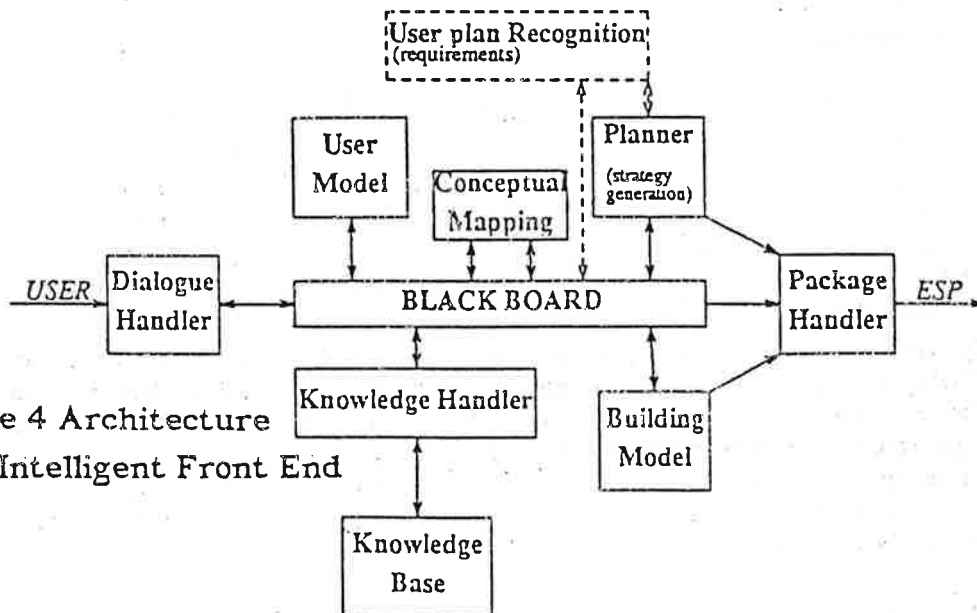 User plan Recognition
(requirements)
User
Model
Conceptual
Mapping
Planner
(strategy
generation)
USER
Dialogue
Handler
BLACK BOARD
Package
Handler
ESP
Knowledge Handler
Building
Model
e 4 Architecture
Intelligent Front End
Knowledge
Base